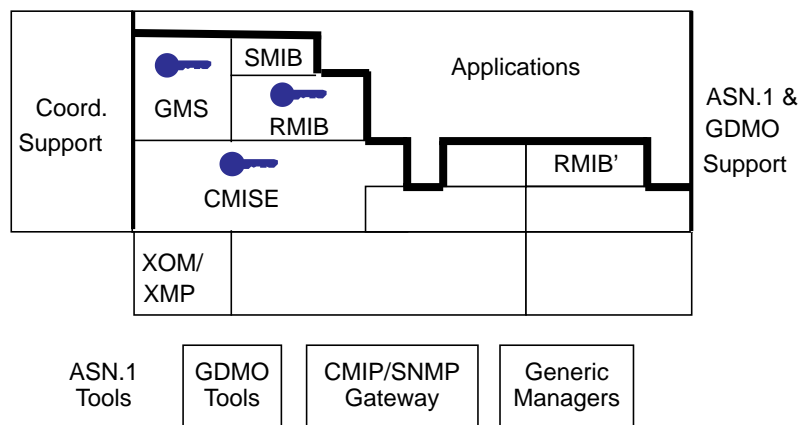 SMIB
Applications
Coord.
Support
GMS
RMIB
ASN.1 &
GDMO
Support
RMIB’
CMISE
XOM/
XMP
ASN.1
Tools
GDMO
Tools
CMIP/SNMP
Gateway
Generic
Managers